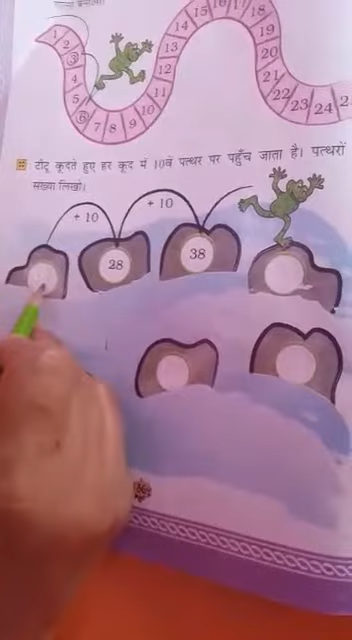 1 2 3 4 5 6 7 8 9 10 11 12 13 14 15 16 17 18 19 20 21 22 23 24
टीटू कूदते हुए हर कूद में 10वें पत्थर पर पहुँच जाता है। पत्थरों
संख्या लिखो।
+ 10 + 10
28 38